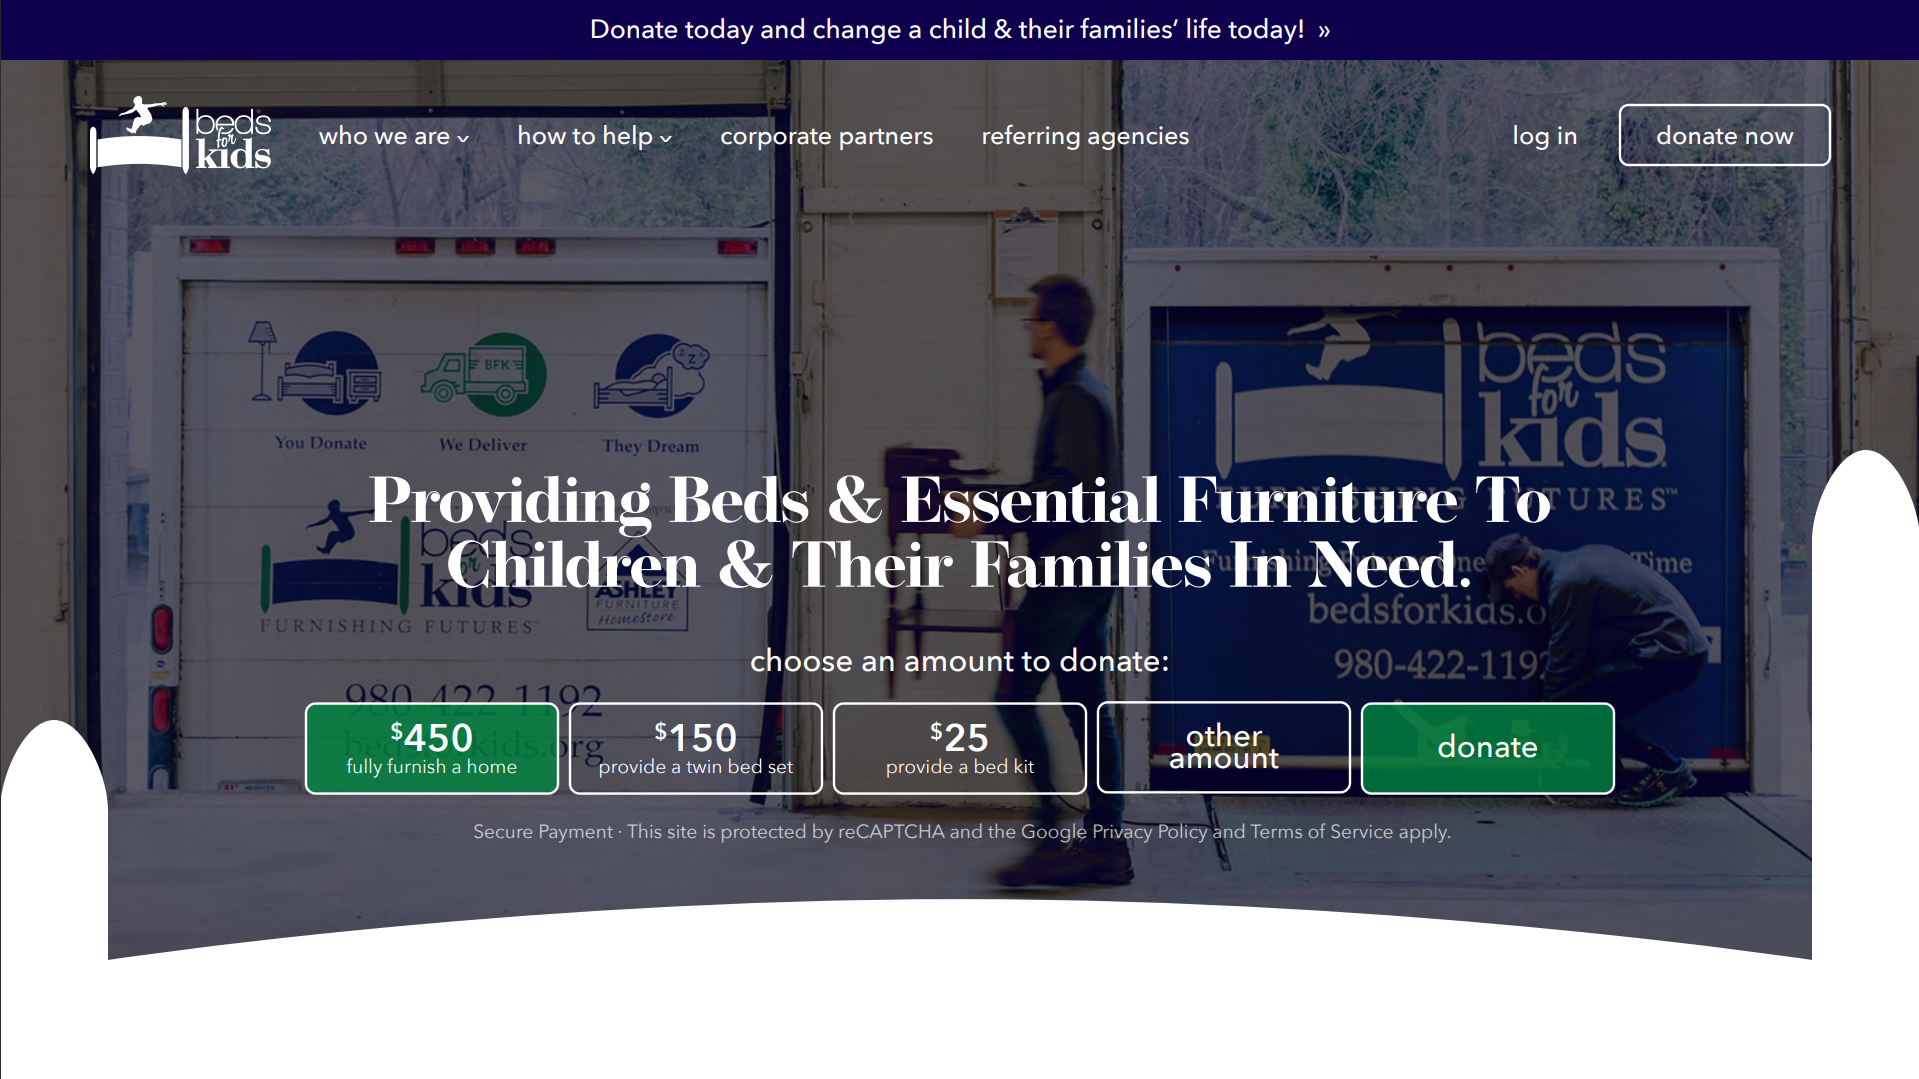 Donate today and change a child & their families’ life today! »
beds
for
kids
who we are
how to help
corporate partners
referring agencies
log in
donate now
BFK
z z z
You Donate
We Deliver
They Dream
beds
for
kids
FURNISHING FUTURES™
Providing Beds & Essential Furniture To
Children & Their Families In Need.
beds
for
kids
FURNISHING FUTURES™
ASHLEY
FURNITURE
HomeStore
Time
bedsforkids.o
980-422-119
980-422-1192
choose an amount to donate:
$450
fully furnish a home
$150
provide a twin bed set
$25
provide a bed kit
other
amount
donate
Secure Payment · This site is protected by reCAPTCHA and the Google Privacy Policy and Terms of Service apply.